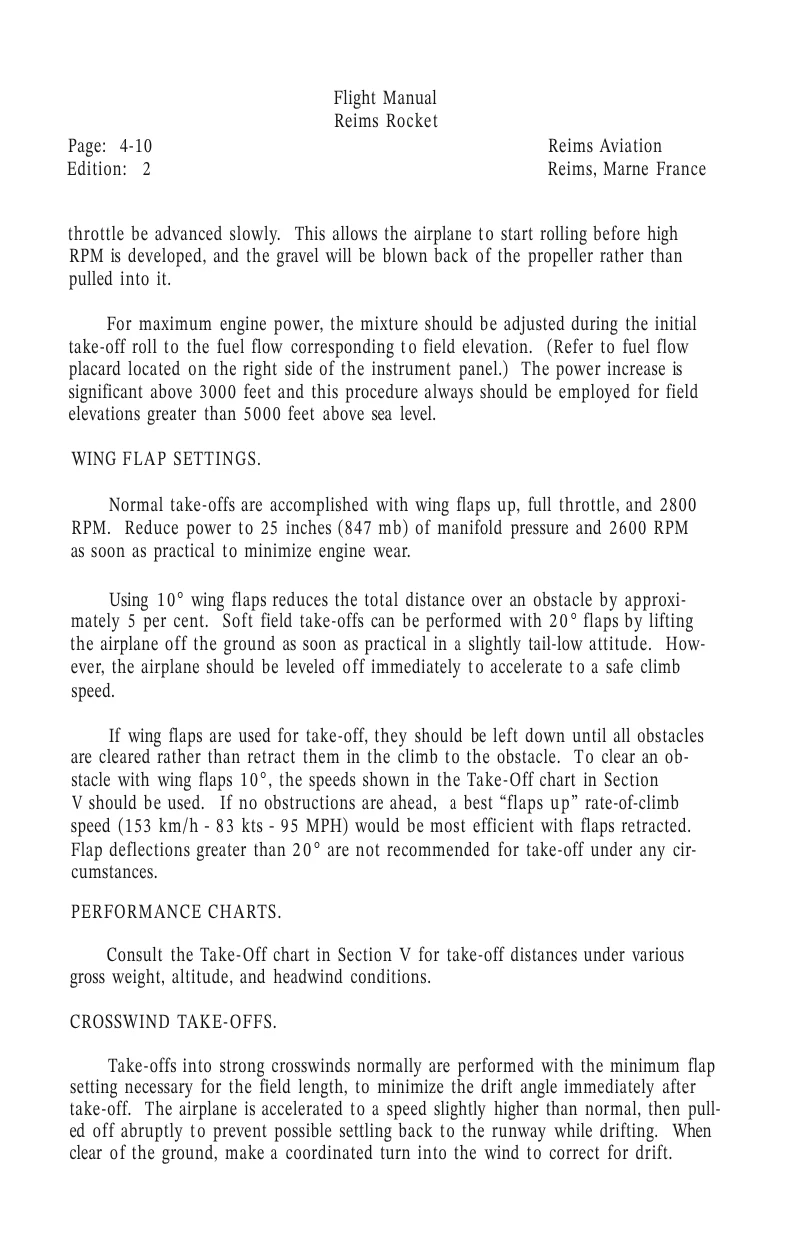 Flight Manual
Reims Rocket
Page: 4-10
Reims Aviation
Edition: 2
Reims, Marne France
throttle be advanced slowly. This allows the airplane to start rolling before high
RPM is developed, and the gravel will be blown back of the propeller rather than
pulled into it.
For maximum engine power, the mixture should be adjusted during the initial
take-off roll to the fuel flow corresponding to field elevation. (Refer to fuel flow
placard located on the right side of the instrument panel.) The power increase is
significant above 3000 feet and this procedure always should be employed for field
elevations greater than 5000 feet above sea level.
WING FLAP SETTINGS.
Normal take-offs are accomplished with wing flaps up, full throttle, and 2800
RPM. Reduce power to 25 inches (847 mb) of manifold pressure and 2600 RPM
as soon as practical to minimize engine wear.
Using 10° wing flaps reduces the total distance over an obstacle by approxi-
mately 5 per cent. Soft field take-offs can be performed with 20° flaps by lifting
the airplane off the ground as soon as practical in a slightly tail-low attitude. How-
ever, the airplane should be leveled off immediately to accelerate to a safe climb
speed.
If wing flaps are used for take-off, they should be left down until all obstacles
are cleared rather than retract them in the climb to the obstacle. To clear an ob-
stacle with wing flaps 10°, the speeds shown in the Take-Off chart in Section
V should be used. If no obstructions are ahead, a best “flaps up” rate-of-climb
speed (153 km/h - 83 kts - 95 MPH) would be most efficient with flaps retracted.
Flap deflections greater than 20° are not recommended for take-off under any cir-
cumstances.
PERFORMANCE CHARTS.
Consult the Take-Off chart in Section V for take-off distances under various
gross weight, altitude, and headwind conditions.
CROSSWIND TAKE-OFFS.
Take-offs into strong crosswinds normally are performed with the minimum flap
setting necessary for the field length, to minimize the drift angle immediately after
take-off. The airplane is accelerated to a speed slightly higher than normal, then pull-
ed off abruptly to prevent possible settling back to the runway while drifting. When
clear of the ground, make a coordinated turn into the wind to correct for drift.